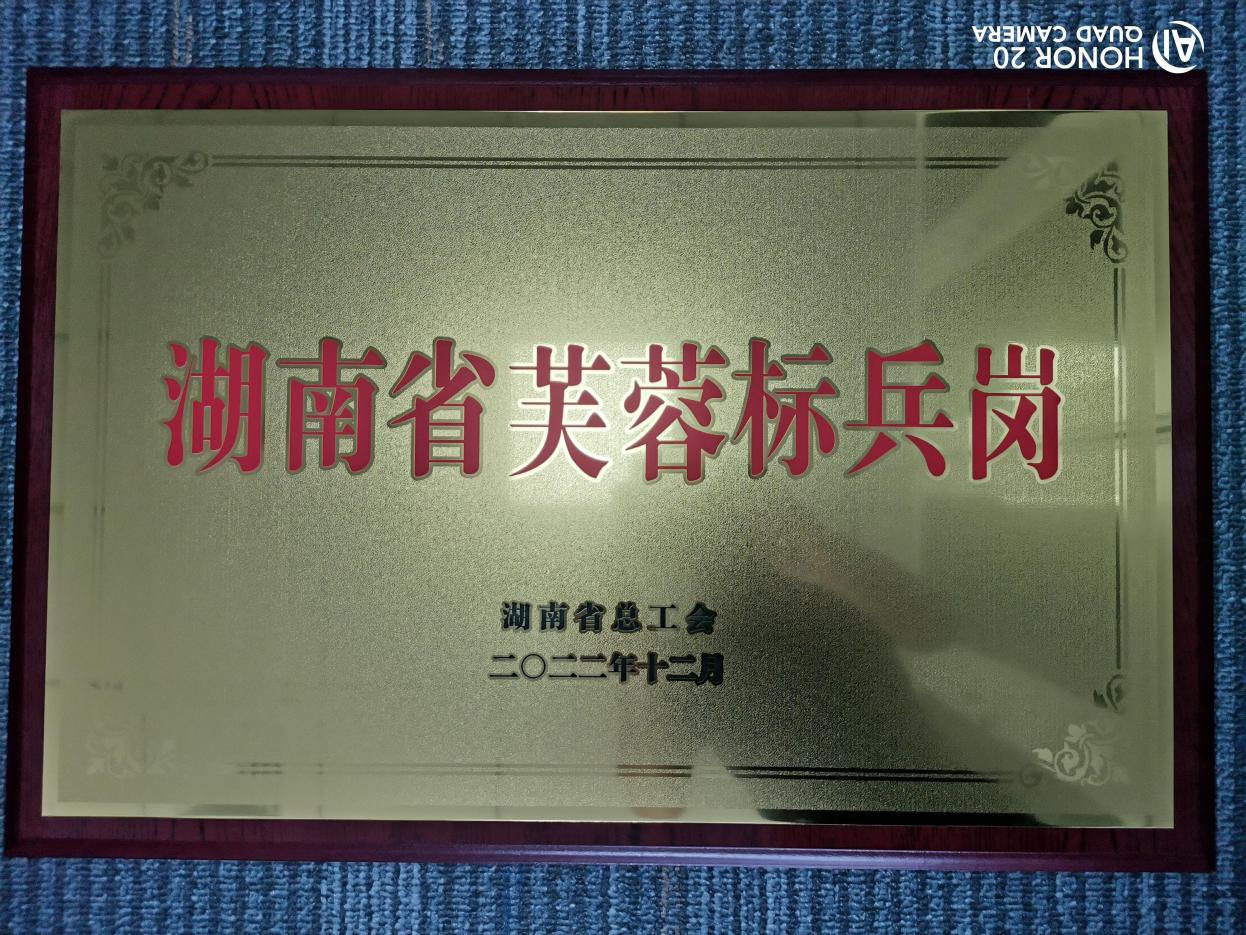 湖南省芙蓉标兵岗
湖南省总工会
二〇二二年十二月
HONOR 20
QUAD CAMERA
AI